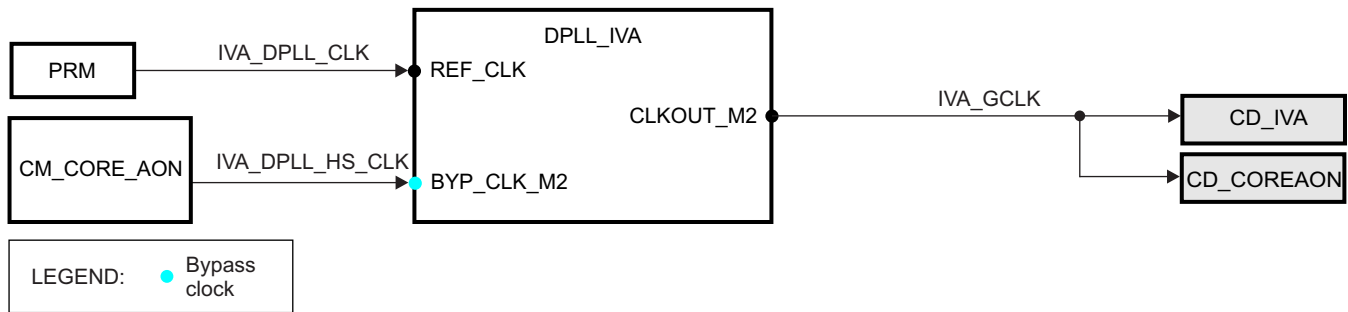 DPLL_IVA
IVA_DPLL_CLK
PRM
REF_CLK
IVA_GCLK
CLKOUT_M2
CD_IVA
CM_CORE_AON
IVA_DPLL_HS_CLK
BYP_CLK_M2
CD_COREAON
LEGEND:
Bypass
clock